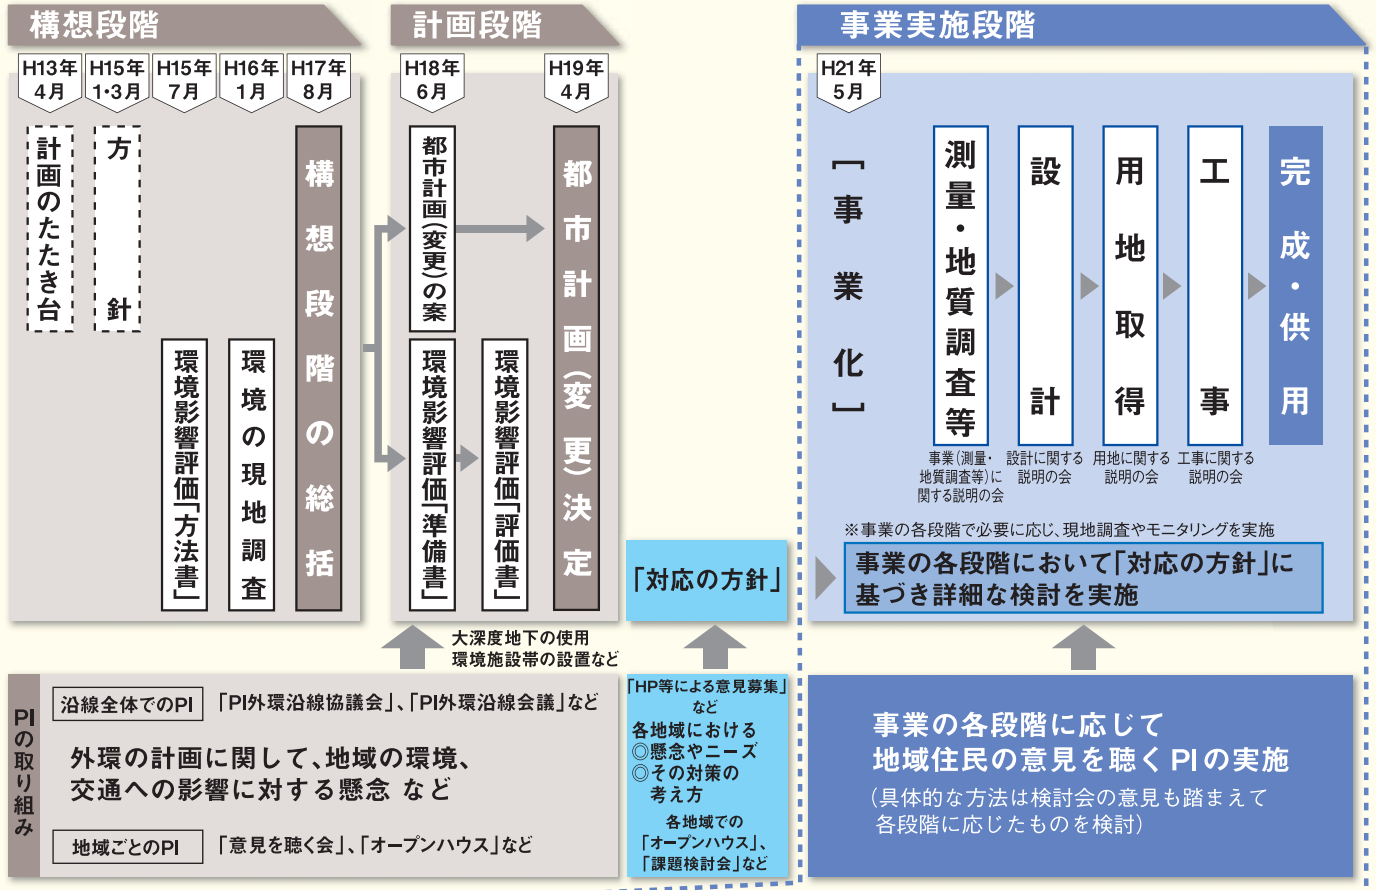 構想段階
H13年
4月
H15年
1・3月
H15年
7月
H16年
1月
H17年
8月
計画のたたき台
方針
環境影響評価「方法書」
環境の現地調査
構想段階の総括
計画段階
H18年
6月
H19年
4月
都市計画(変更)の案
環境影響評価「準備書」
環境影響評価「評価書」
都市計画(変更)決定
大深度地下の使用
環境施設帯の設置など
「対応の方針」
事業実施段階
H21年
5月
[事業化]
測量・地質調査等
設計
用地取得
工事
完成・供用
事業(測量・
地質調査等)に
関する説明の会
設計に関する
説明の会
用地に関する
説明の会
工事に関する
説明の会
※事業の各段階で必要に応じ、現地調査やモニタリングを実施
事業の各段階において「対応の方針」に
基づき詳細な検討を実施
PIの取り組み
沿線全体でのPI
「PI外環沿線協議会」、「PI外環沿線会議」など
外環の計画に関して、地域の環境、
交通への影響に対する懸念 など
地域ごとのPI
「意見を聴く会」、「オープンハウス」など
「HP等による意見募集」
など
各地域における
◎懸念やニーズ
◎その対策の
考え方
各地域での
「オープンハウス」、
「課題検討会」など
事業の各段階に応じて
地域住民の意見を聴くPIの実施
(具体的な方法は検討会の意見も踏まえて
各段階に応じたものを検討)